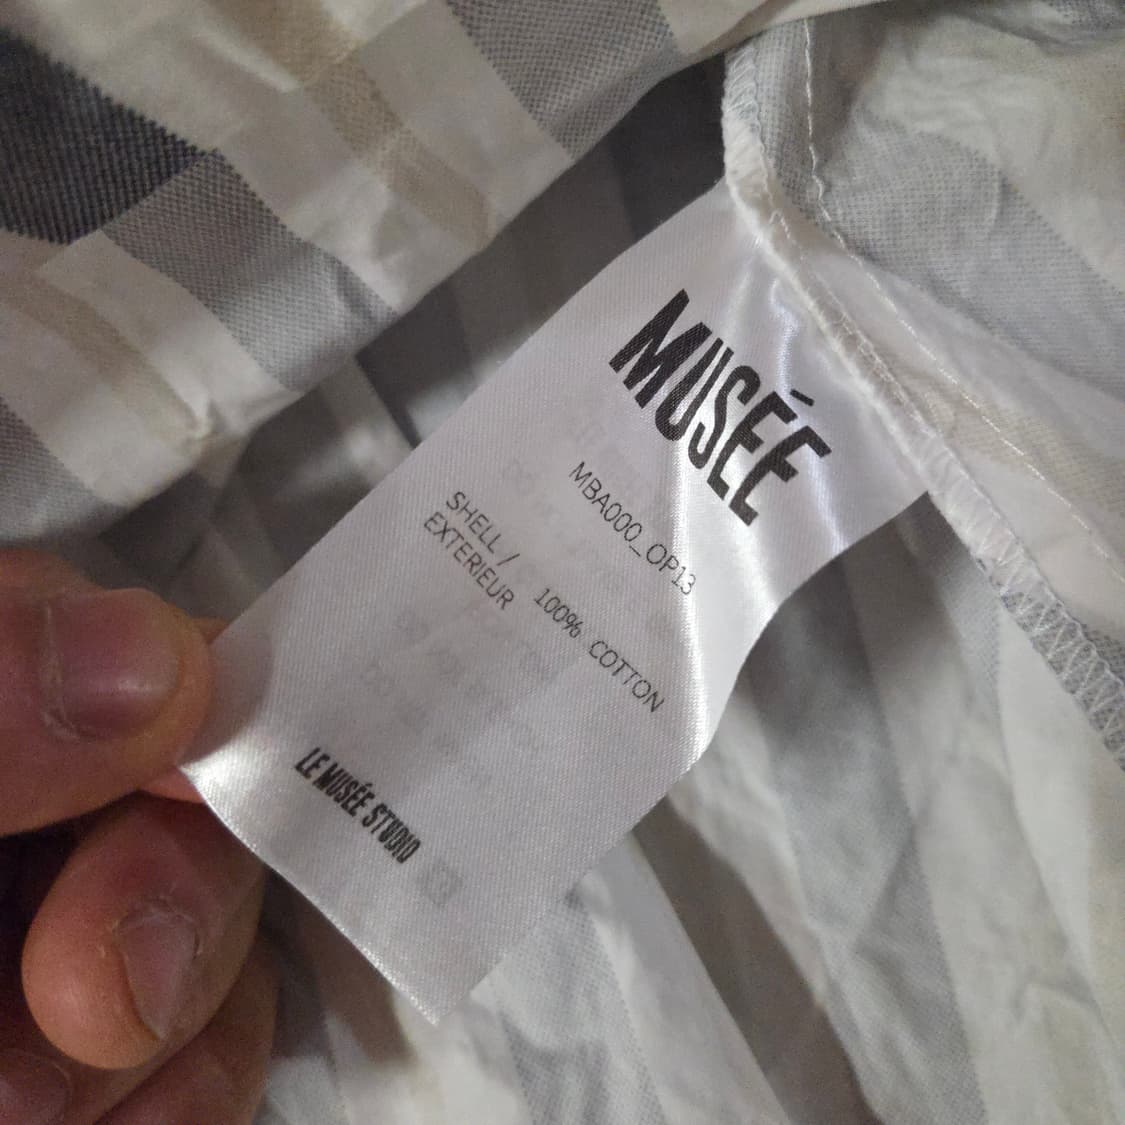 MUSÉE
MBA000_OP13
SHELL / 100% COTTON
EXTERIEUR
LE MUSÉE STUDIO